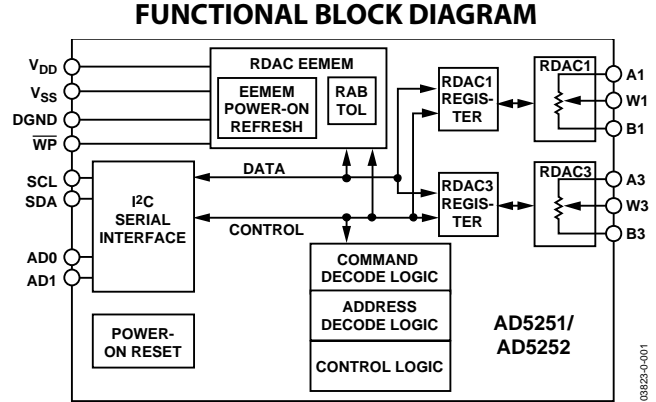 FUNCTIONAL BLOCK DIAGRAM
VDD
VSS
DGND
WP
SCL
SDA
AD0
AD1
RDAC EEMEM
EEMEM
POWER-ON
REFRESH
RAB
TOL
I2C
SERIAL
INTERFACE
DATA
CONTROL
POWER-
ON RESET
COMMAND
DECODE LOGIC
ADDRESS
DECODE LOGIC
CONTROL LOGIC
RDAC1
REGIS-
TER
RDAC3
REGIS-
TER
RDAC1
RDAC3
A1
W1
B1
A3
W3
B3
AD5251/
AD5252
03823-0-001